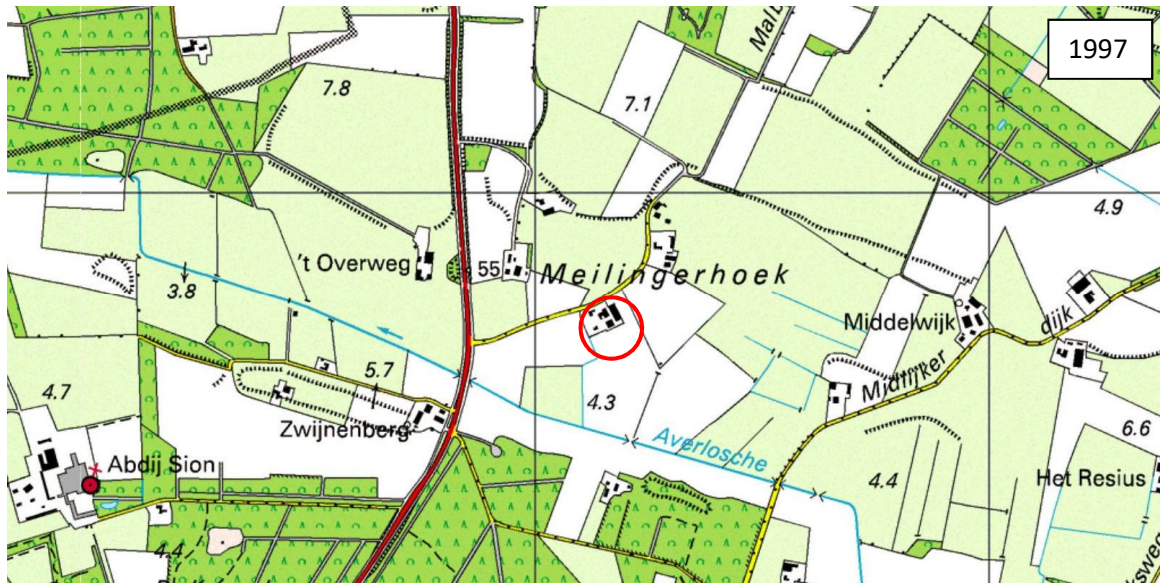 1997
7.8
7.1
4.9
't Overweg
55
Meilingerhoek
3.8
Middelwijk
dijk
Midlijker
5.7
4.7
4.3
Zwijnenberg
Averlosche
6.6
Abdij Sion
4.4
Het Resius
4.4